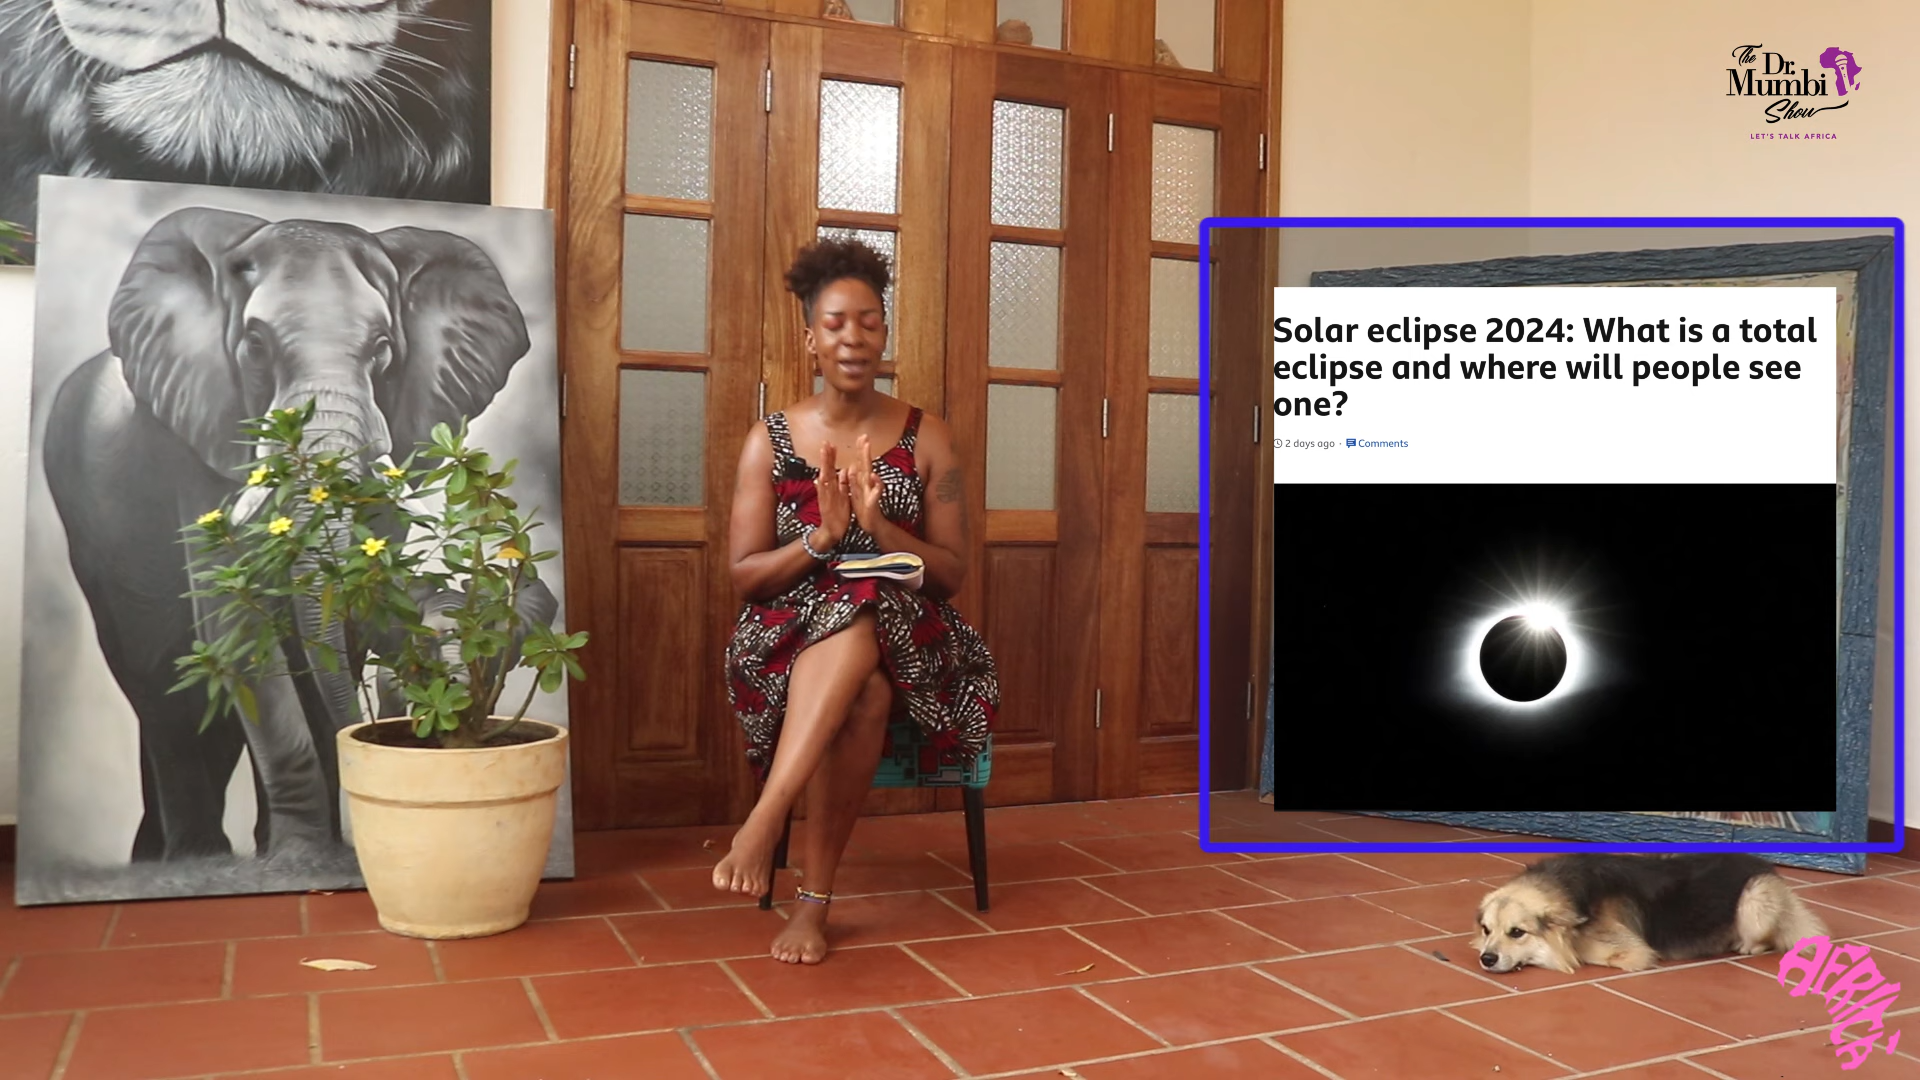 The Dr.
Mumbi
Show
LET'S TALK AFRICA
Solar eclipse 2024: What is a total
eclipse and where will people see
one?
2 days ago · Comments
AFRICA